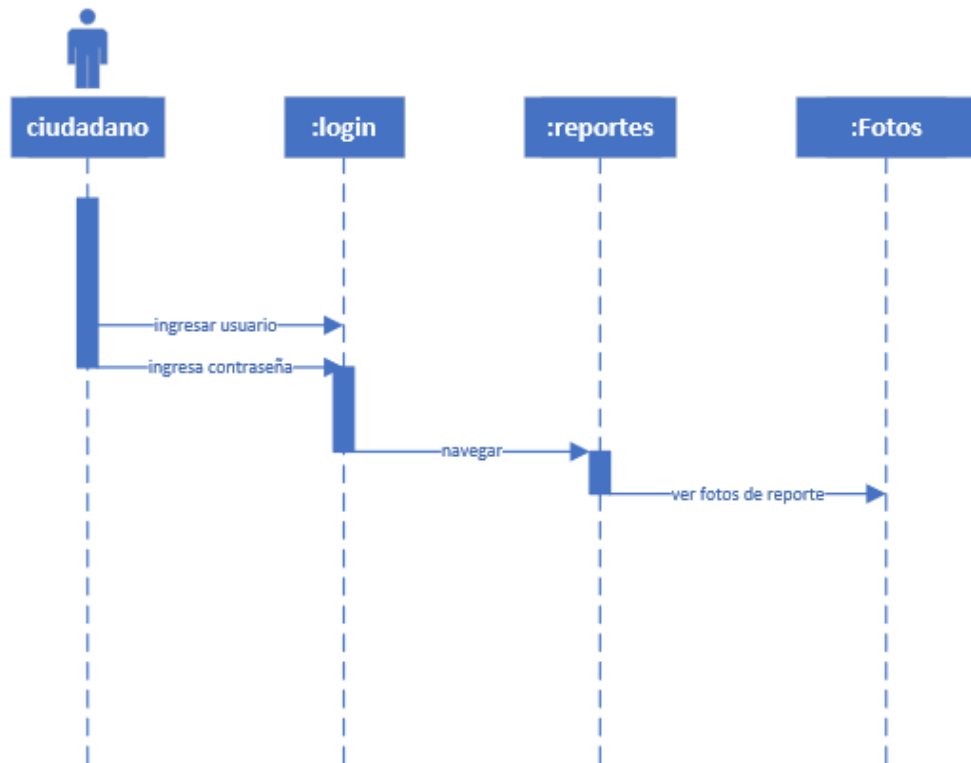 ciudadano
:login
:reportes
:Fotos
ingresar usuario
ingresa contraseña
navegar
ver fotos de reporte